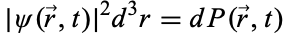 |ψ(r⃗, t)|²d³r = dP(r⃗, t)